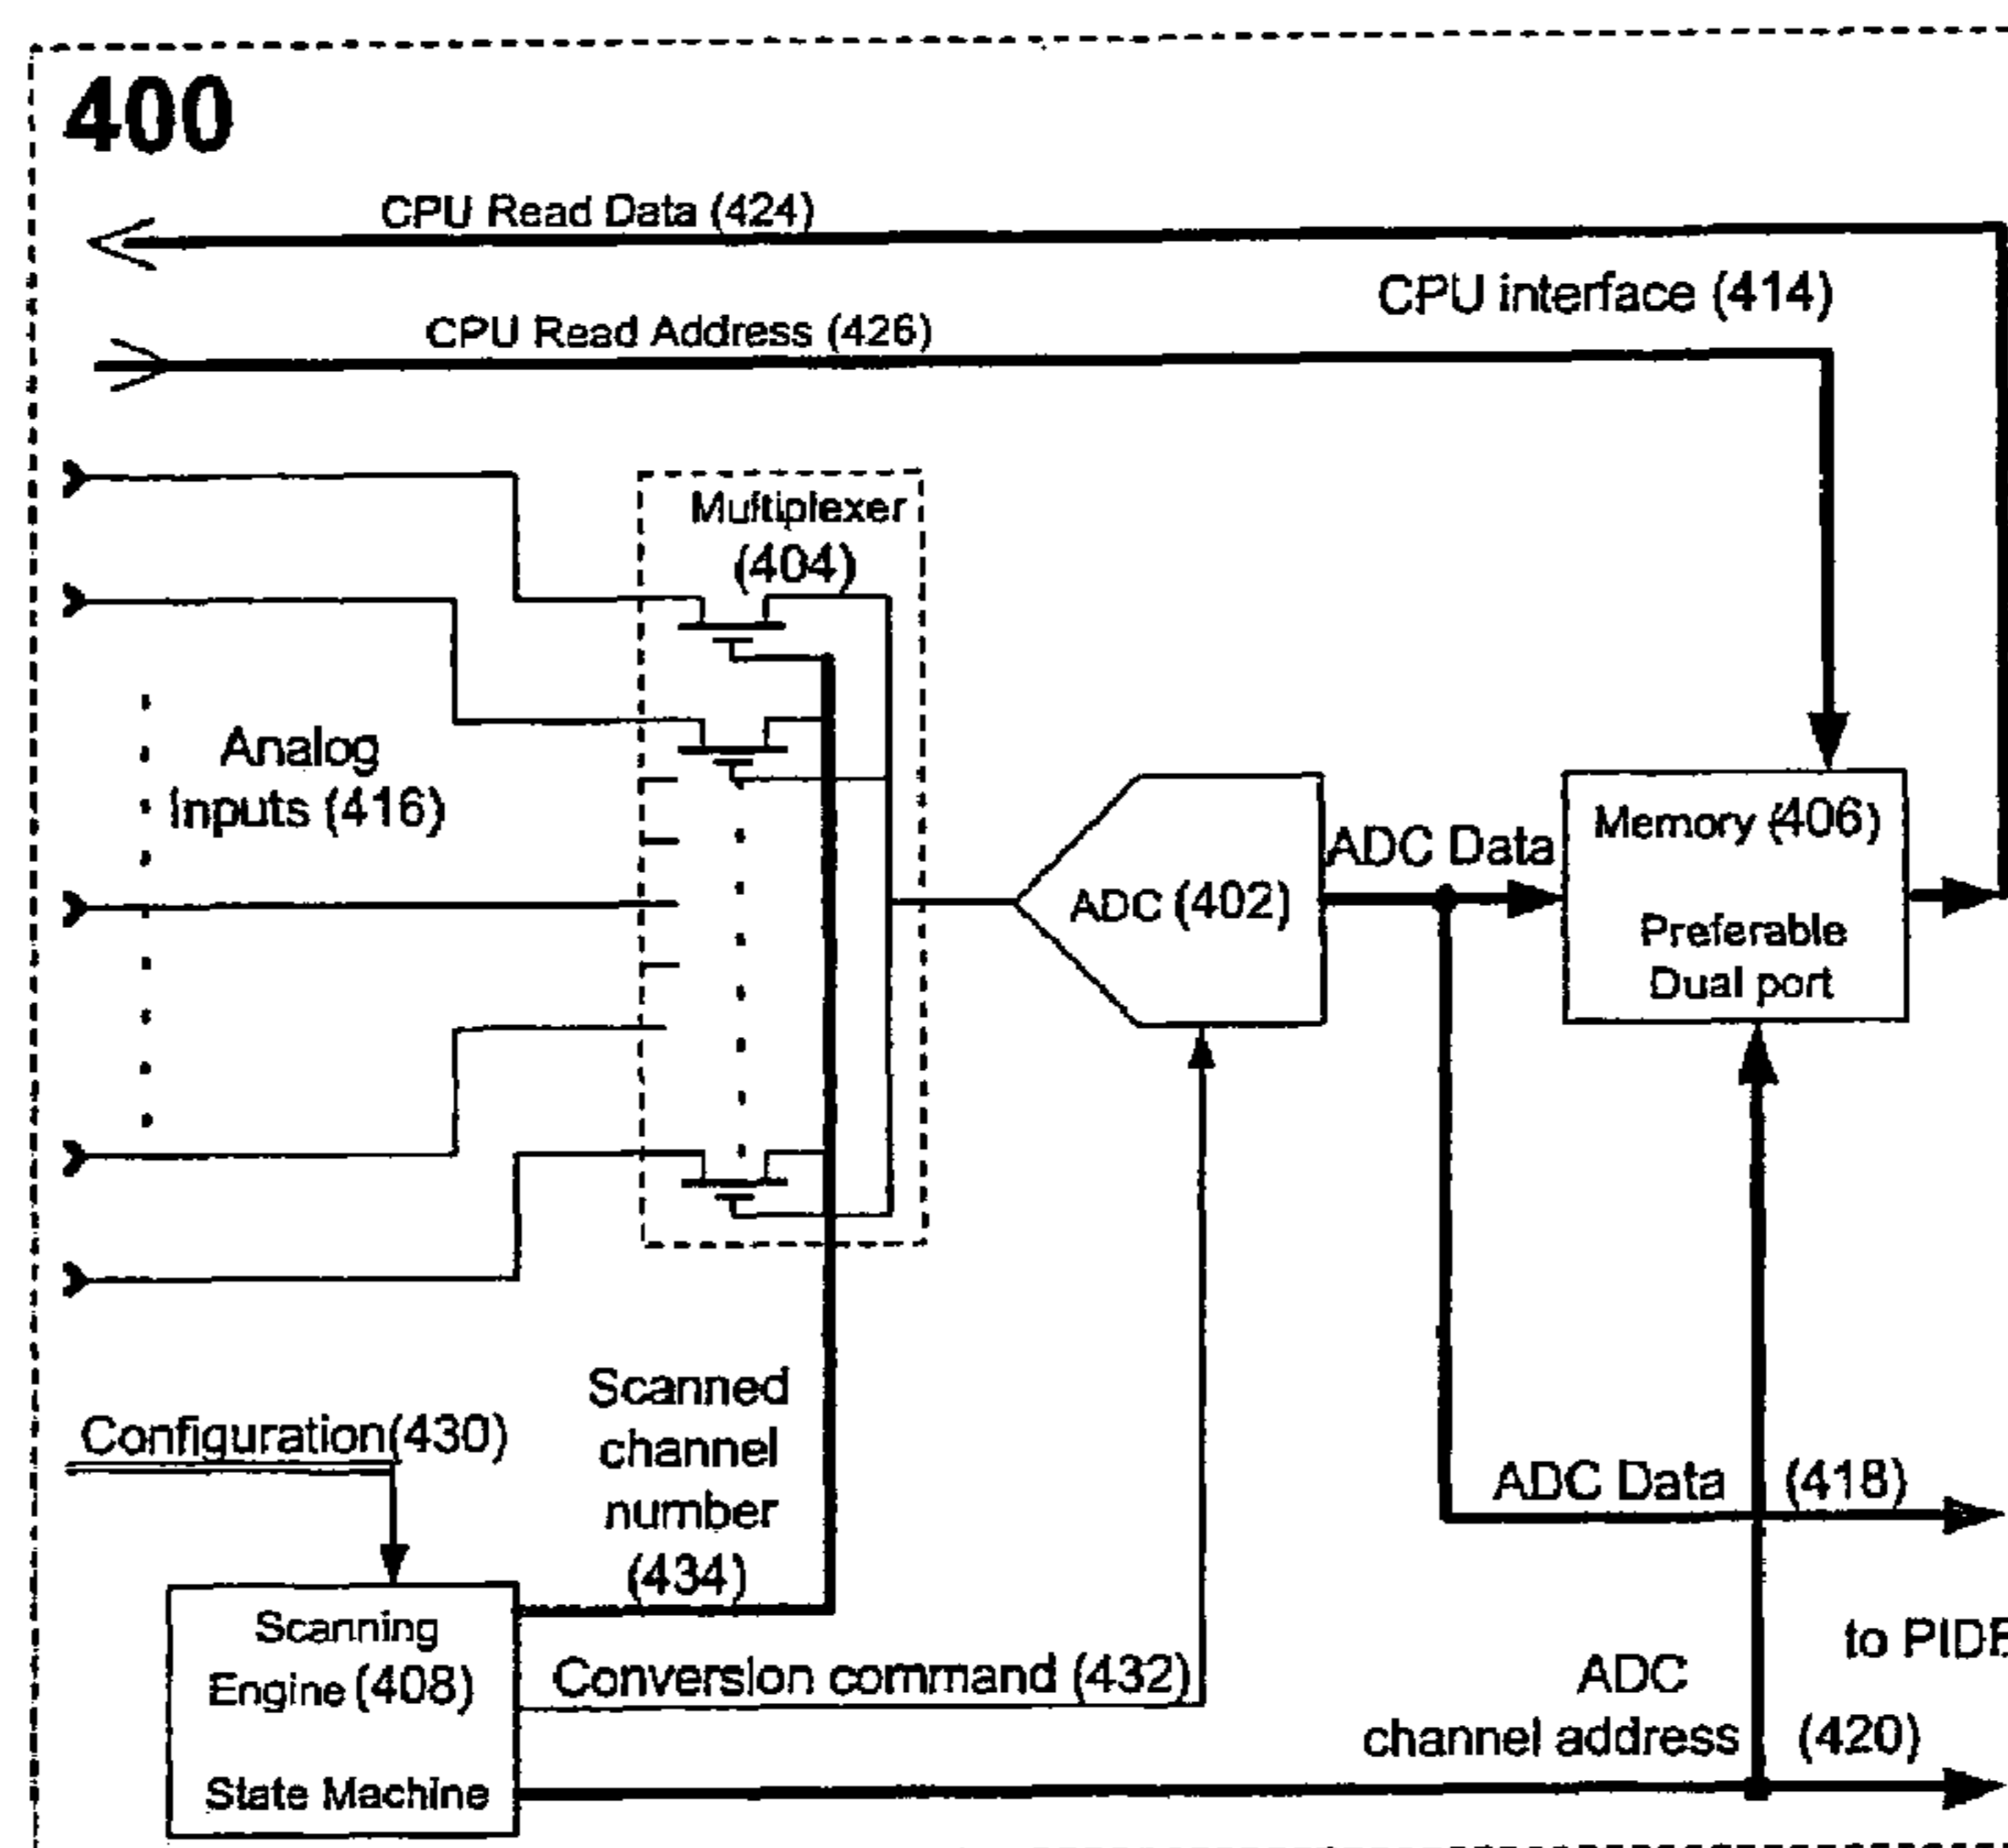 400
CPU Read Data (424)
CPU interface (414)
CPU Read Address (426)
Multiplexer
(404)
Analog
Inputs (416)
ADC (402)
ADC Data
Memory (406)
Preferable
Dual port
Scanned
channel
number
(434)
Configuration(430)
ADC Data (418)
Scanning
Engine (408)
State Machine
Conversion command (432)
to
ADC
channel address (420)